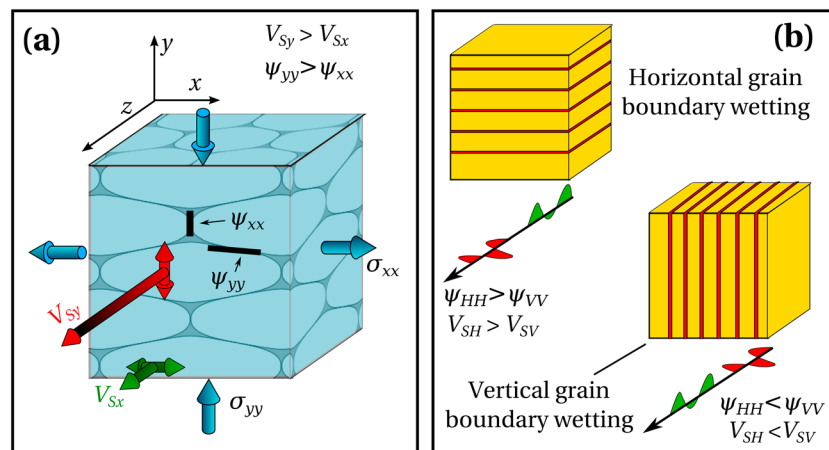 (a)
V_Sy > V_Sx
ψ_yy > ψ_xx
y
x
z
ψ_xx
ψ_yy
σ_xx
V_Sy
V_Sx
σ_yy
(b)
Horizontal grain
boundary wetting
ψ_HH > ψ_VV
V_SH > V_SV
Vertical grain
boundary wetting
ψ_HH < ψ_VV
V_SH < V_SV